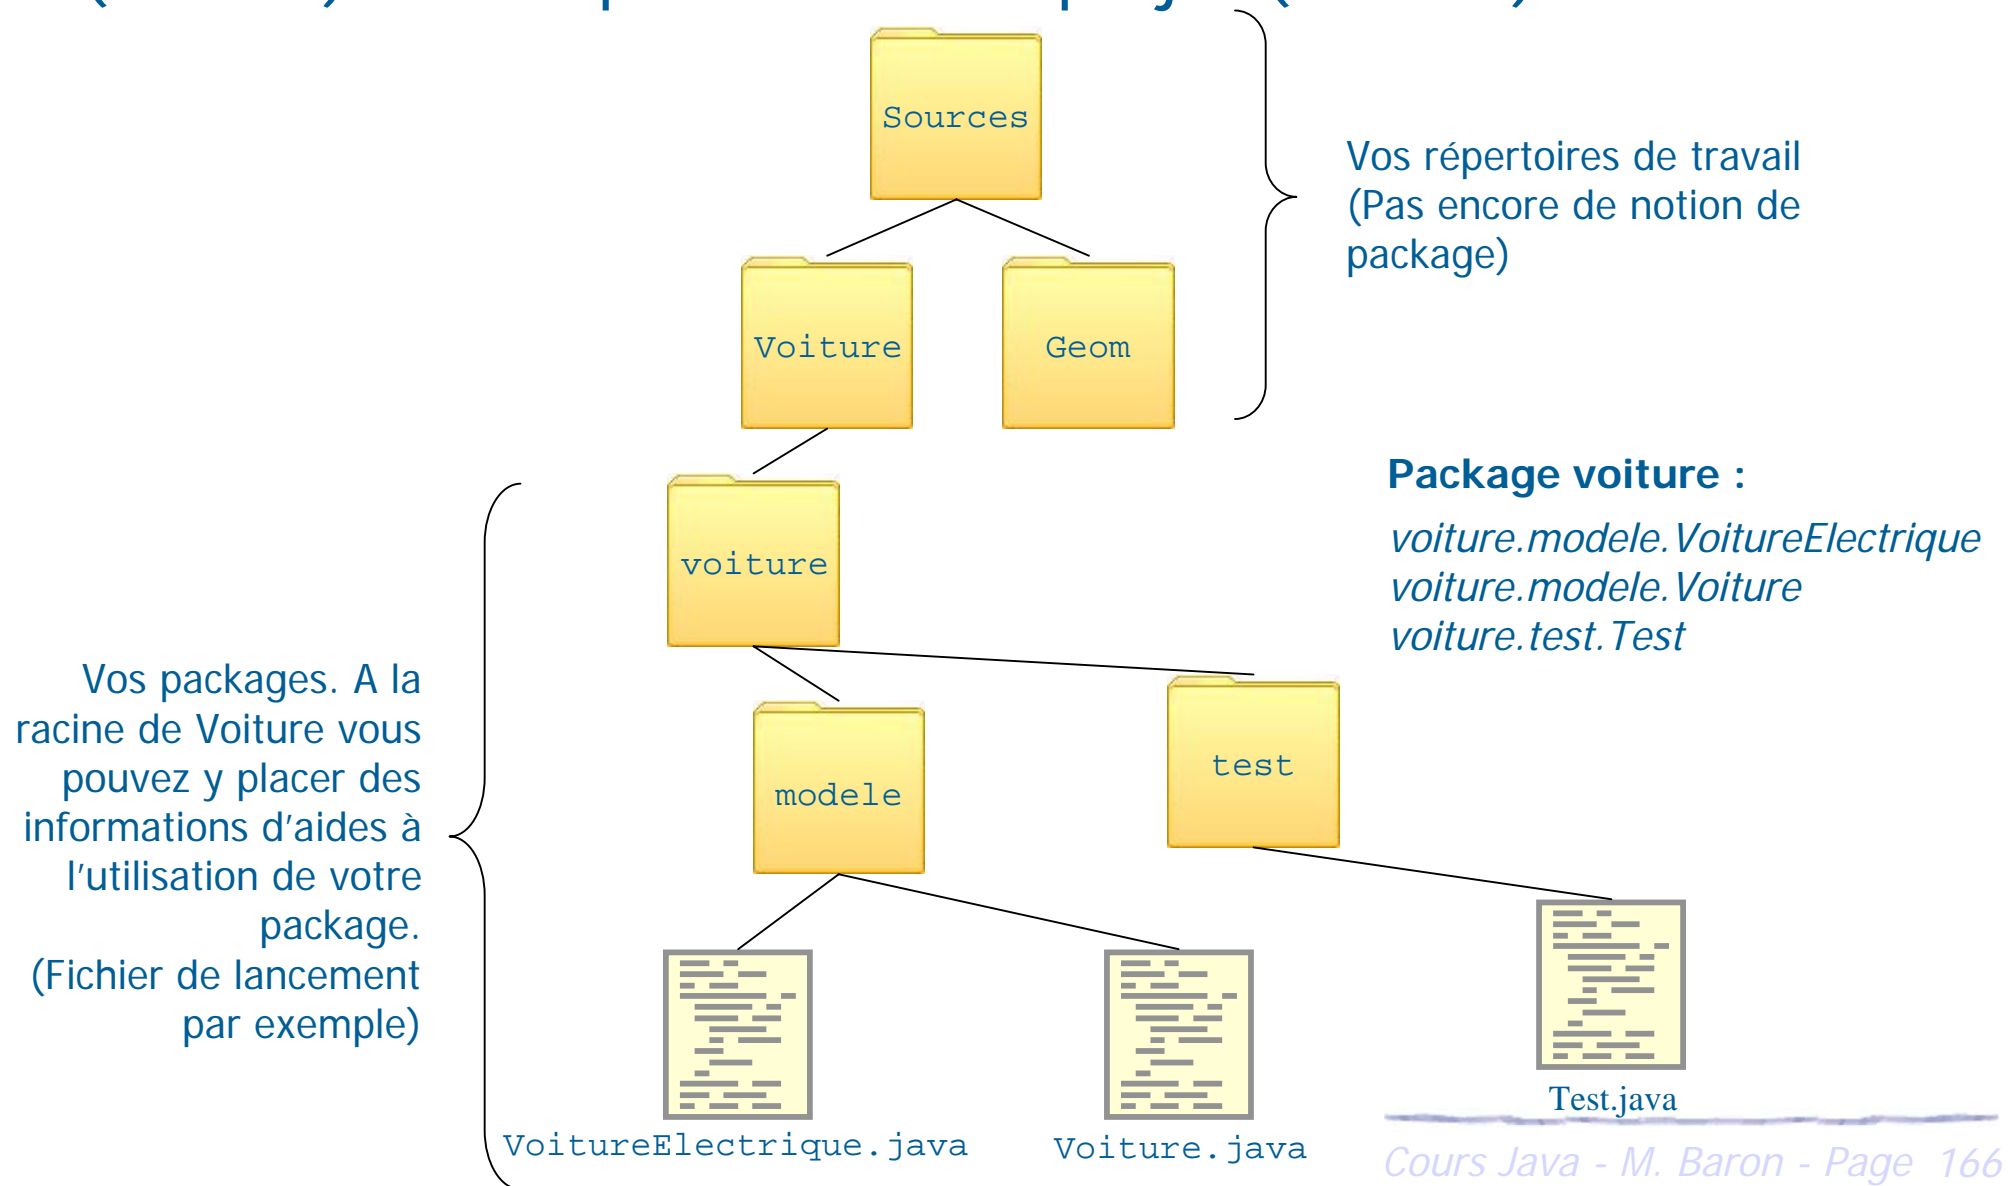 Sources
Vos répertoires de travail
(Pas encore de notion de
package)
Voiture
Geom
Package voiture :
voiture.modele.VoitureElectrique
voiture.modele.Voiture
voiture.test.Test
voiture
Vos packages. A la
racine de Voiture vous
pouvez y placer des
informations d'aides à
l'utilisation de votre
package.
(Fichier de lancement
par exemple)
modele
test
VoitureElectrique.java
Voiture.java
Test.java
Cours Java - M. Baron - Page 166